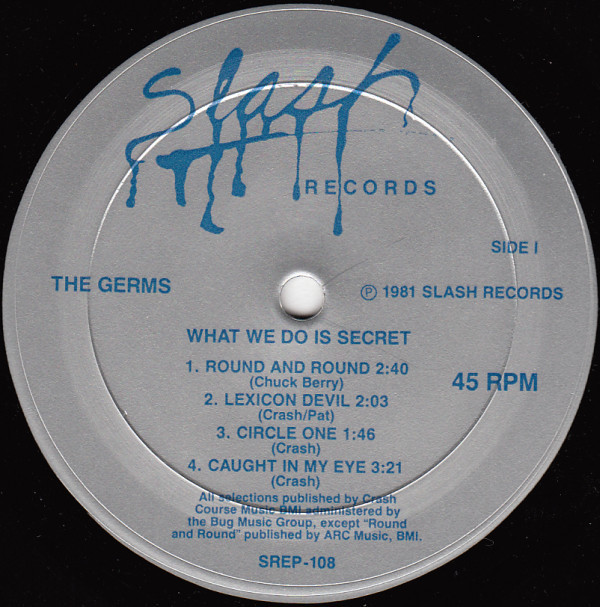 Slash
RECORDS
SIDE I
THE GERMS
℗ 1981 SLASH RECORDS
WHAT WE DO IS SECRET
1. ROUND AND ROUND 2:40
(Chuck Berry)
45 RPM
2. LEXICON DEVIL 2:03
(Crash/Pat)
3. CIRCLE ONE 1:46
(Crash)
4. CAUGHT IN MY EYE 3:21
(Crash)
All selections published by Crash
Course Music BMI administered by
the Bug Music Group, except “Round
and Round” published by ARC Music, BMI.
SREP-108